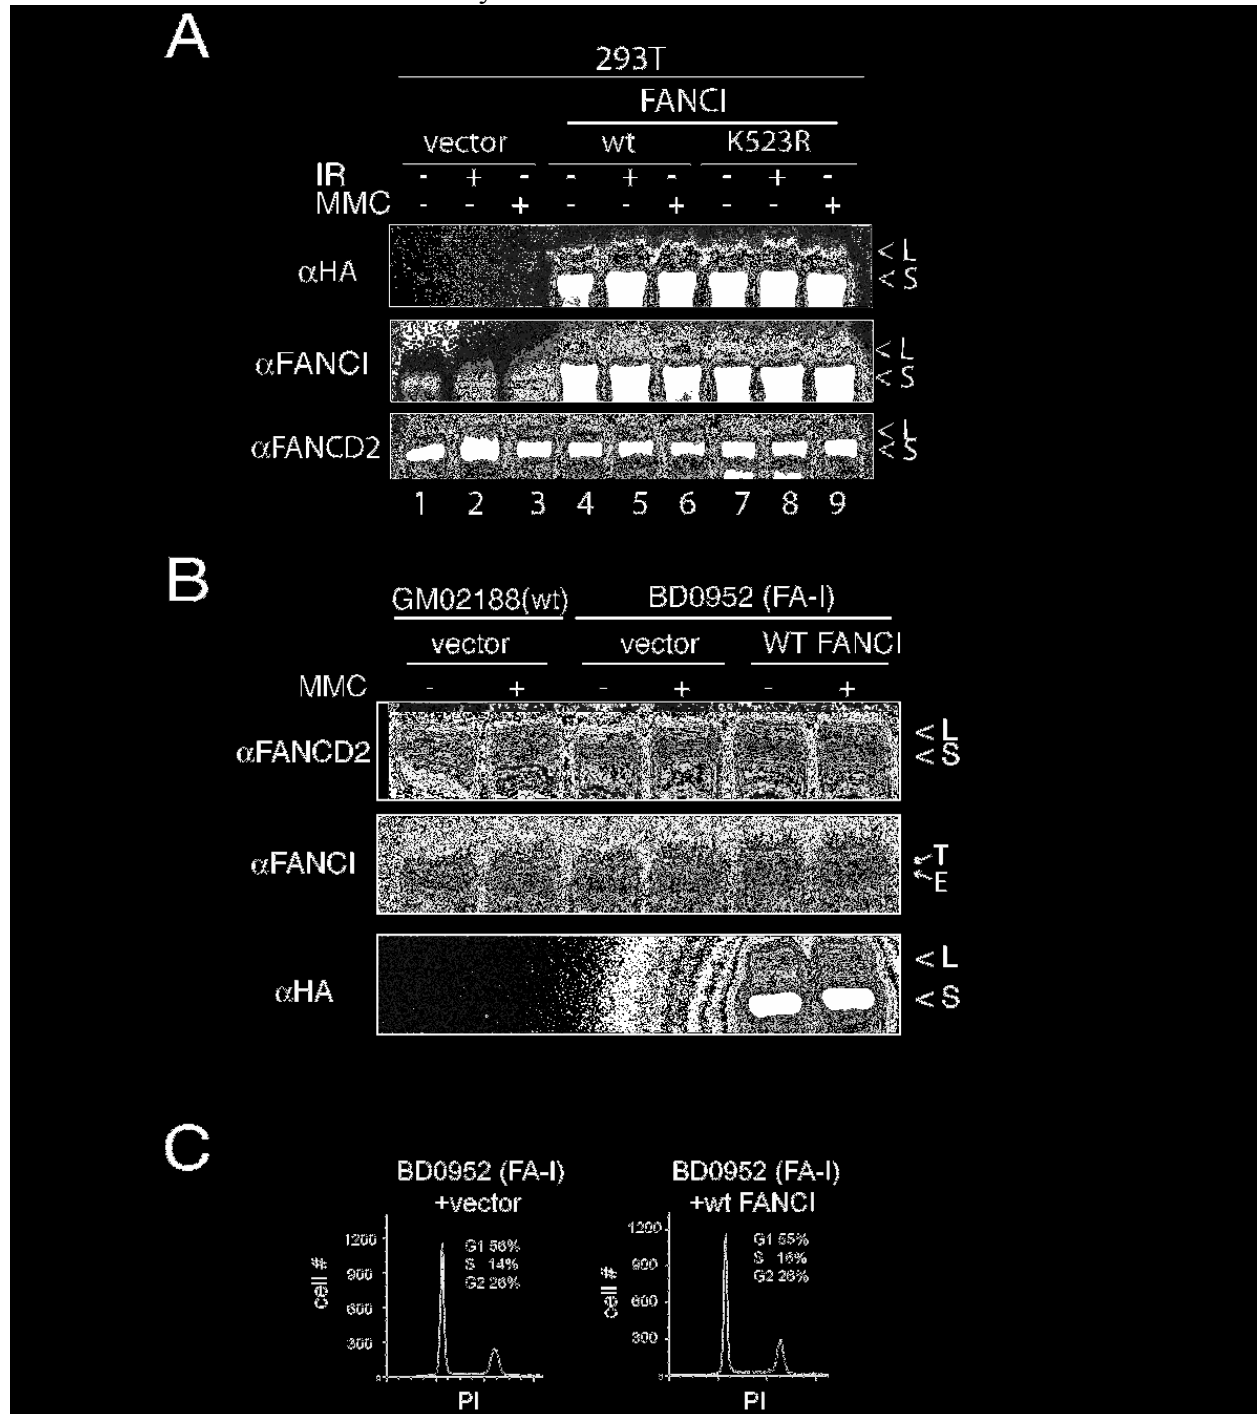 A
293T
FANCI
vector wt K523R
IR - + - - + - - + -
MMC - - + - - + - - +
αHA < L
< S
αFANCI < L
< S
αFANCD2 < L
< S
1 2 3 4 5 6 7 8 9
B
GM02188(wt) BD0952 (FA-I)
vector vector WT FANCI
MMC - + - + - +
αFANCD2 < L
< S
αFANCI T
E
αHA < L
< S
C
BD0952 (FA-I) +vector
1200
900
600
300
0
cell #
G1 56%
S 14%
G2 26%
PI
BD0952 (FA-I) +wt FANCI
1200
900
600
300
0
cell #
G1 55%
S 16%
G2 26%
PI